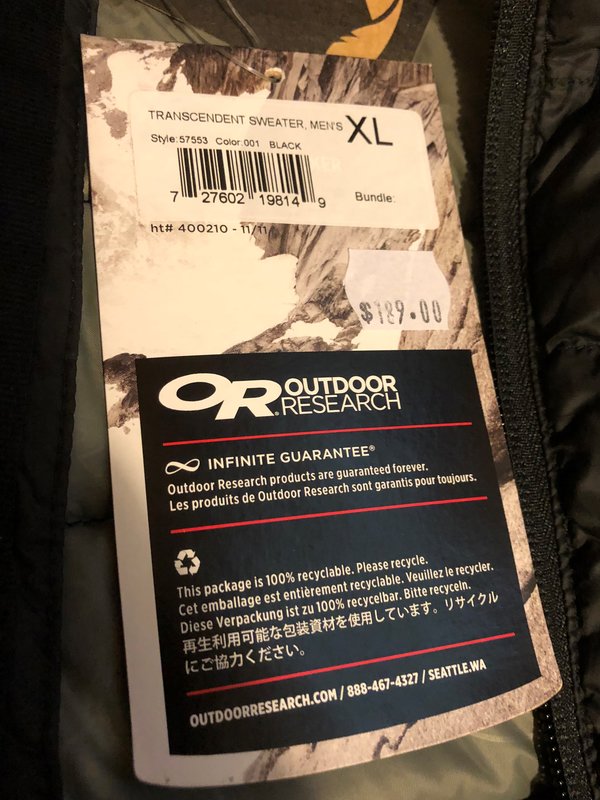 TRANSCENDENT SWEATER, MEN'S XL
Style:57553 Color:001 BLACK
7 27602 19814 9
Bundle:
ht# 400210 - 11/11
$189.00
OR OUTDOOR
RESEARCH
INFINITE GUARANTEE®
Outdoor Research products are guaranteed forever.
Les produits de Outdoor Research sont garantis pour toujours.
This package is 100% recyclable. Please recycle.
Cet emballage est entièrement recyclable. Veuillez le recycler.
Diese Verpackung ist zu 100% recycelbar. Bitte recyceln.
再生利用可能な包装資材を使用しています。リサイクル
にご協力ください。
OUTDOORRESEARCH.COM / 888-467-4327 / SEATTLE.WA